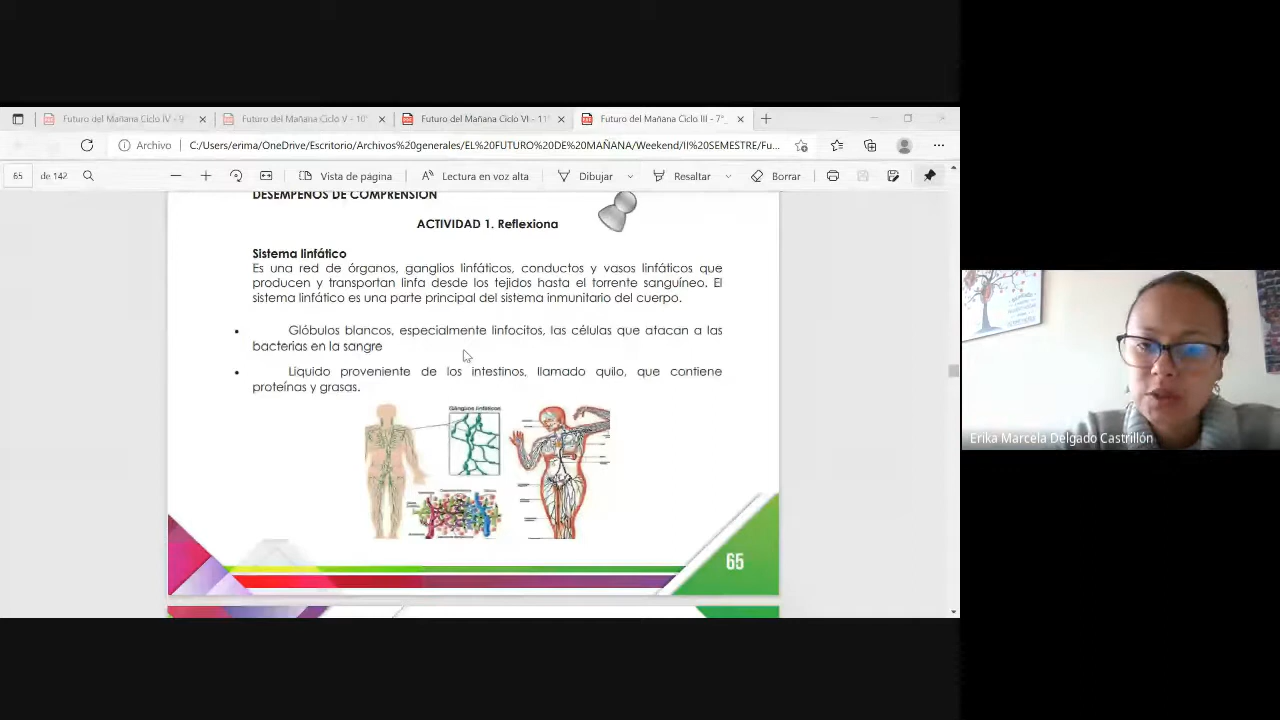 Futuro del Mañana Ciclo IV - 9°
Futuro del Mañana Ciclo V - 10°
Futuro del Mañana Ciclo VI - 11°
Futuro del Mañana Ciclo III - 7°_
Archivo
C:/Users/erima/OneDrive/Escritorio/Archivos%20generales/EL%20FUTURO%20DE%20MAÑANA/Weekend/II%20SEMESTRE/Fu...
65 de 142
Vista de página
Lectura en voz alta
Dibujar
Resaltar
Borrar
DESEMPEÑOS DE COMPRENSIÓN
ACTIVIDAD 1. Reflexiona
Sistema linfático
Es una red de órganos, ganglios linfáticos, conductos y vasos linfáticos que
producen y transportan linfa desde los tejidos hasta el torrente sanguíneo. El
sistema linfático es una parte principal del sistema inmunitario del cuerpo.
• Glóbulos blancos, especialmente linfocitos, las células que atacan a las
bacterias en la sangre
• Liquido proveniente de los intestinos, llamado quilo, que contiene
proteínas y grasas.
Gánglios linfáticos
65
Erika Marcela Delgado Castrillón